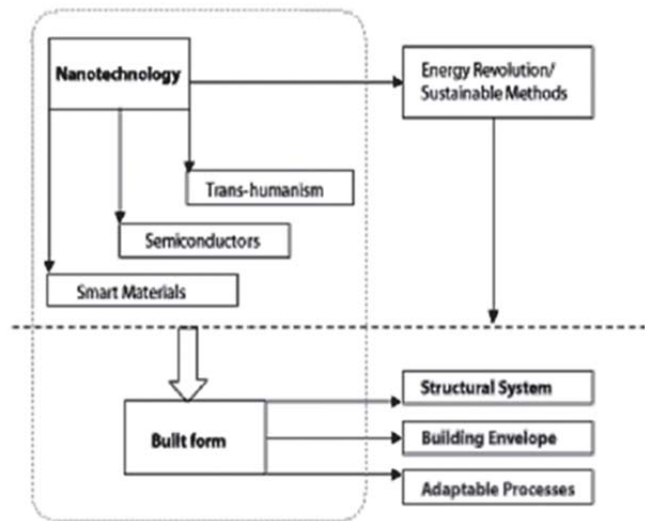 Nanotechnology
Energy Revolution/
Sustainable Methods
Trans-humanism
Semiconductors
Smart Materials
Structural System
Built form
Building Envelope
Adaptable Processes